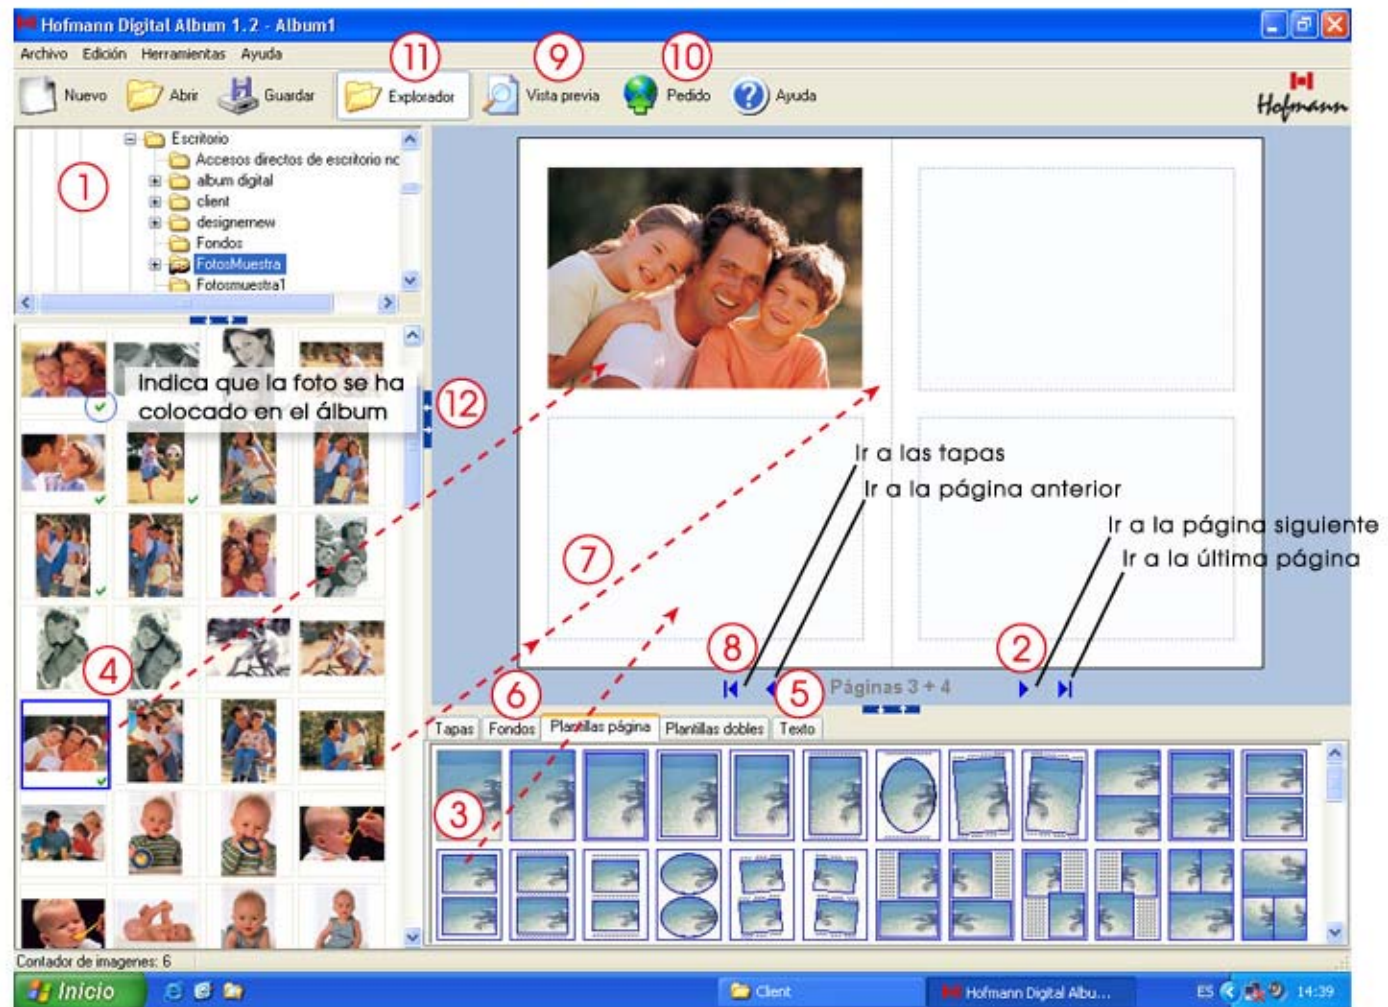 Hofmann Digital Album 1.2 - Album1
Archivo Edición Herramientas Ayuda
11 9 10
Nuevo Abrir Guardar Explorador Vista previa Pedido Ayuda
Hofmann
1
Escritorio
Accesos directos de escritorio no
album digital
client
designernew
Fondos
FotosMuestra
Fotosmuestra1
Indica que la foto se ha
colocado en el álbum
12
Ir a las tapas
Ir a la página anterior
Ir a la página siguiente
Ir a la última página
7
4
8 2
6 5
Páginas 3 + 4
Tapas Fondos Plantillas página Plantillas dobles Texto
3
Contador de imagenes: 6
Inicio Client Hofmann Digital Albu... ES 14:39